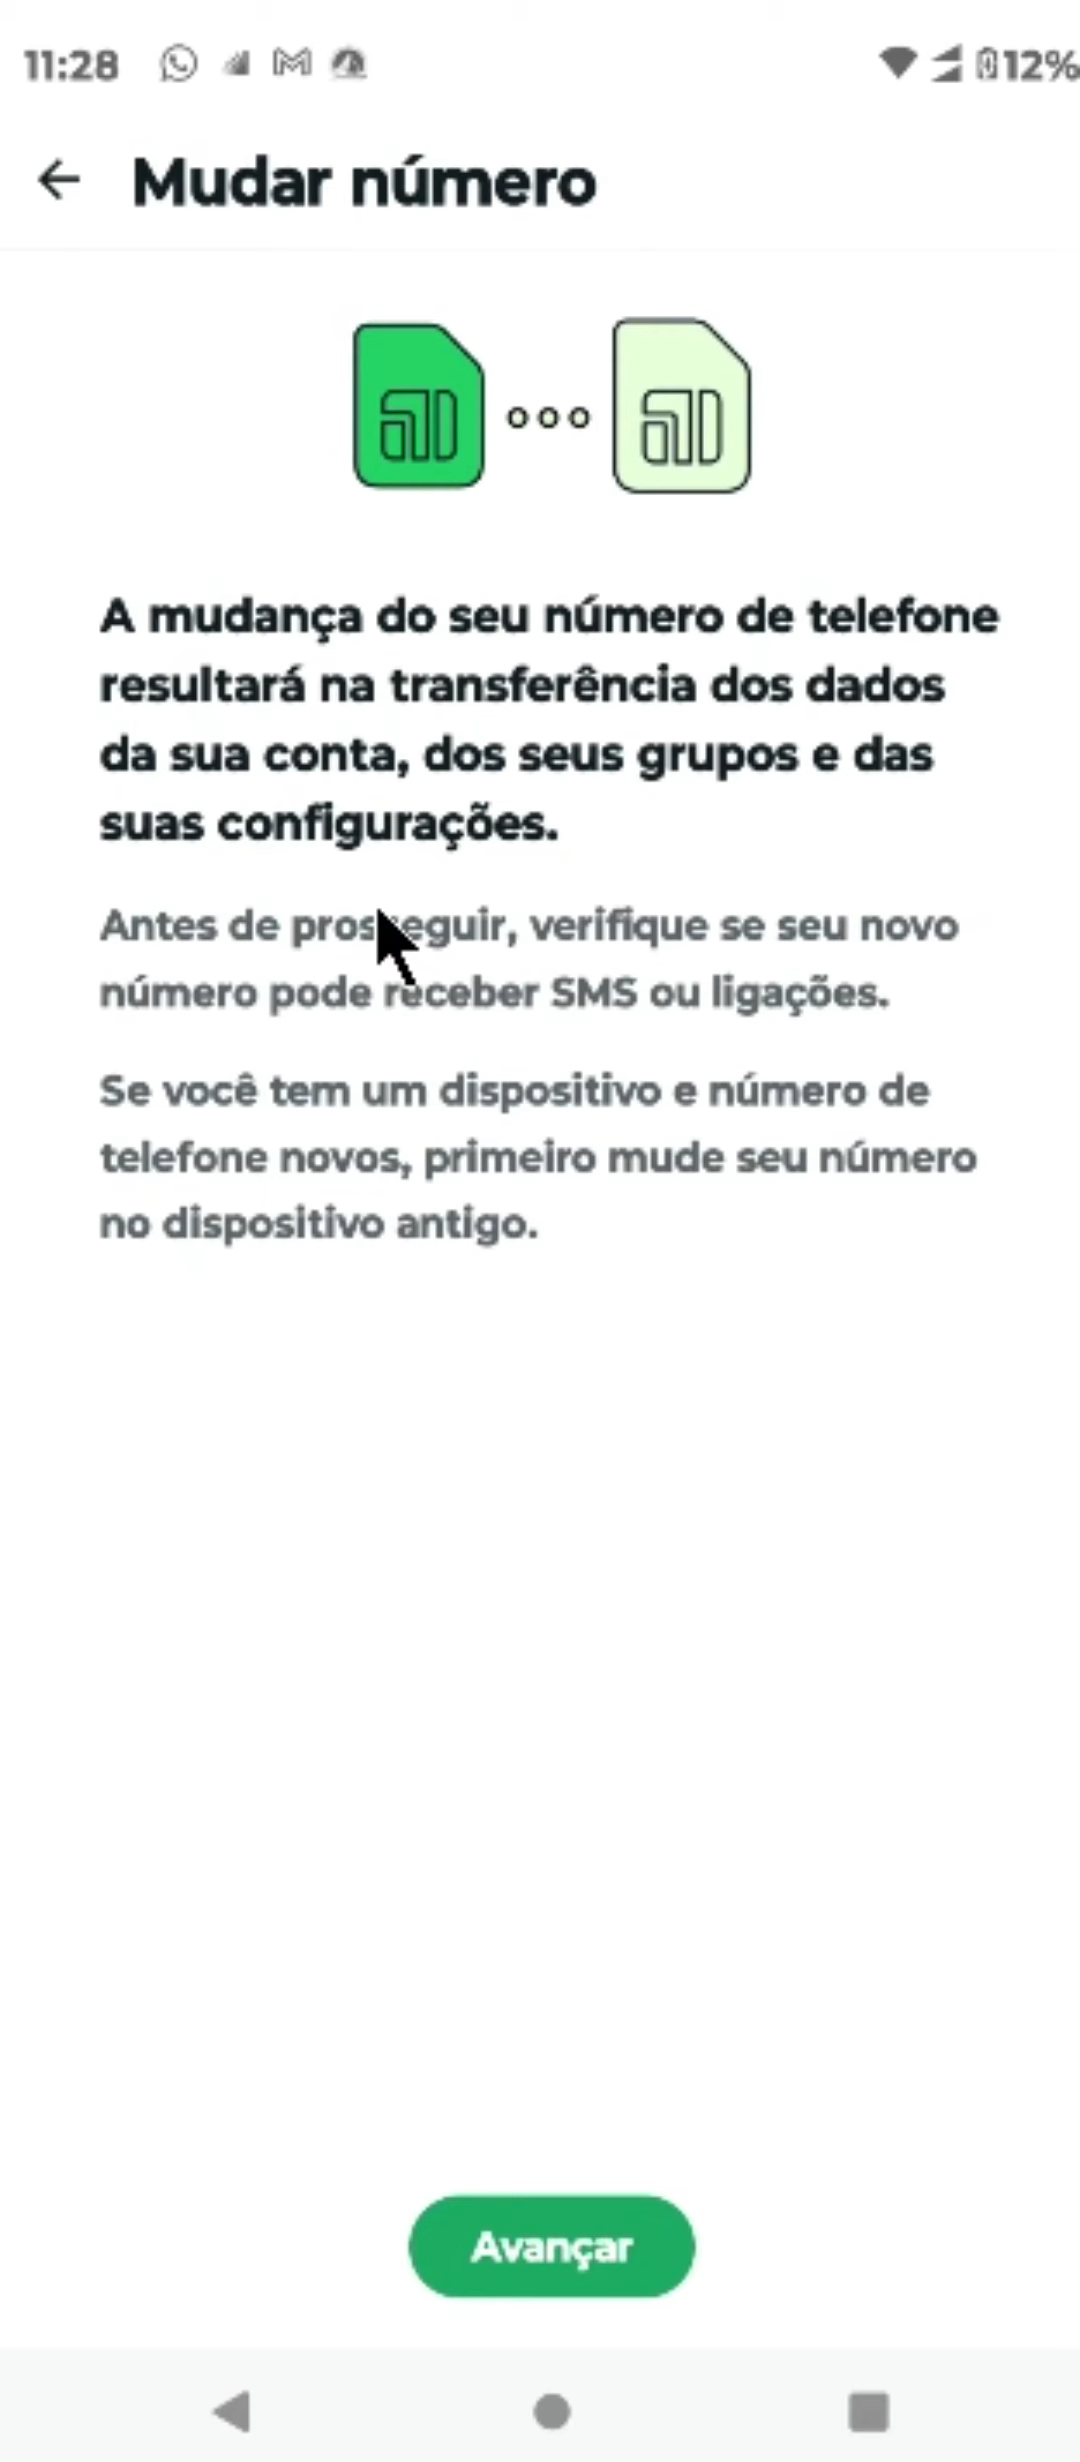 11:28
12%
Mudar número
A mudança do seu número de telefone
resultará na transferência dos dados
da sua conta, dos seus grupos e das
suas configurações.
Antes de prosseguir, verifique se seu novo
número pode receber SMS ou ligações.
Se você tem um dispositivo e número de
telefone novos, primeiro mude seu número
no dispositivo antigo.
Avançar